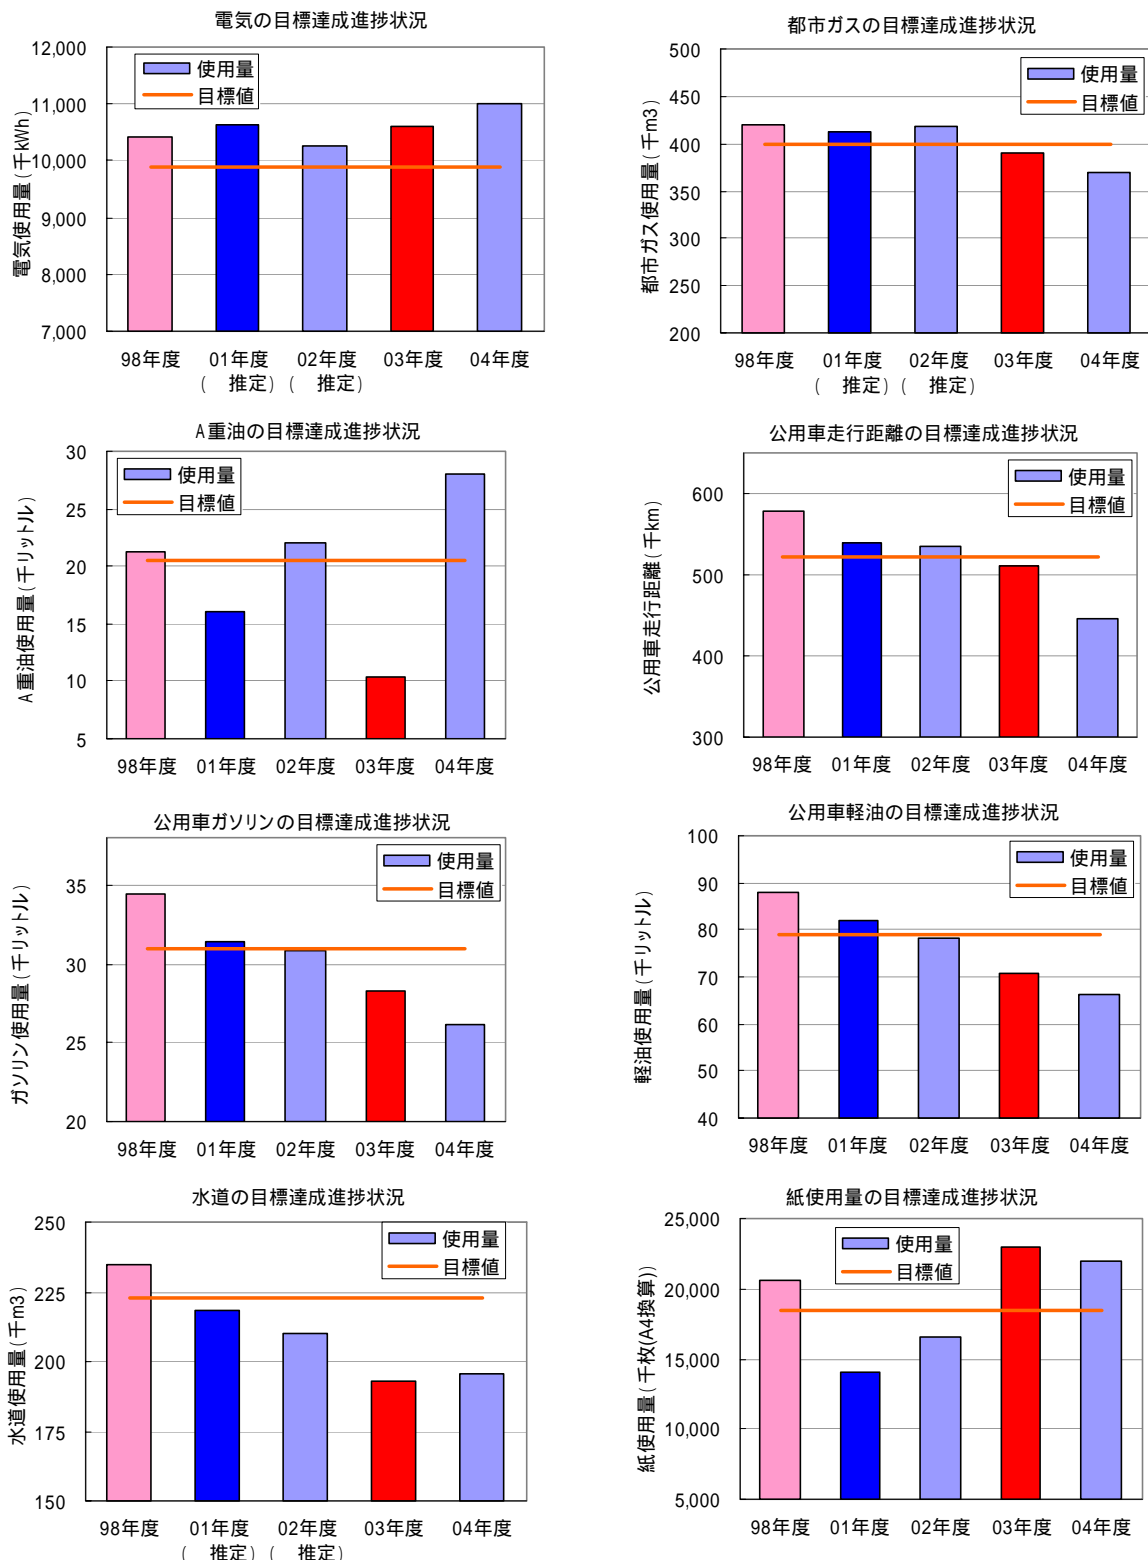 電気の目標達成進捗状況
電気使用量(千kWh)
12,000
11,000
10,000
9,000
8,000
7,000
使用量
目標値
98年度 01年度 02年度 03年度 04年度
( 推定) ( 推定)
都市ガスの目標達成進捗状況
都市ガス使用量(千m3)
500
450
400
350
300
250
200
使用量
目標値
98年度 01年度 02年度 03年度 04年度
( 推定) ( 推定)
A重油の目標達成進捗状況
A重油使用量(千リットル)
30
25
20
15
10
5
使用量
目標値
98年度 01年度 02年度 03年度 04年度
公用車走行距離の目標達成進捗状況
公用車走行距離(千km)
600
500
400
300
使用量
目標値
98年度 01年度 02年度 03年度 04年度
公用車ガソリンの目標達成進捗状況
ガソリン使用量(千リットル)
35
30
25
20
使用量
目標値
98年度 01年度 02年度 03年度 04年度
公用車軽油の目標達成進捗状況
軽油使用量(千リットル)
100
90
80
70
60
50
40
使用量
目標値
98年度 01年度 02年度 03年度 04年度
水道の目標達成進捗状況
水道使用量(千m3)
250
225
200
175
150
使用量
目標値
98年度 01年度 02年度 03年度 04年度
( 推定) ( 推定)
紙使用量の目標達成進捗状況
紙使用量(千枚(A4換算))
25,000
20,000
15,000
10,000
5,000
使用量
目標値
98年度 01年度 02年度 03年度 04年度